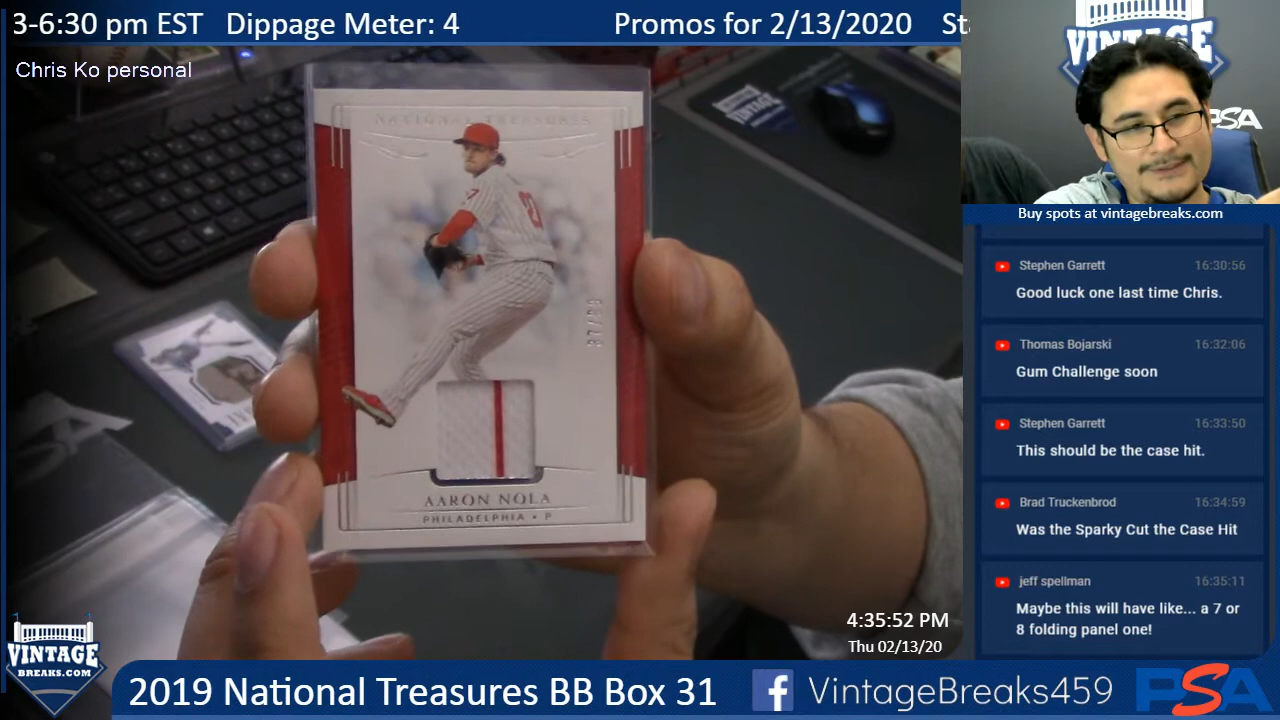 3-6:30 pm EST Dippage Meter: 4 Promos for 2/13/2020 St
Chris Ko personal
VINTAGE
PSA
Buy spots at vintagebreaks.com
Stephen Garrett 16:30:56
Good luck one last time Chris.
Thomas Bojarski 16:32:06
Gum Challenge soon
Stephen Garrett 16:33:50
This should be the case hit.
Brad Truckenbrod 16:34:59
Was the Sparky Cut the Case Hit
jeff spellman 16:35:11
Maybe this will have like... a 7 or
8 folding panel one!
NATIONAL TREASURES
VINTAGE
27
37/99
AARON NOLA
PHILADELPHIA • P
4:35:52 PM
Thu 02/13/20
VINTAGE
BREAKS.COM
2019 National Treasures BB Box 31
f VintageBreaks459
PSA